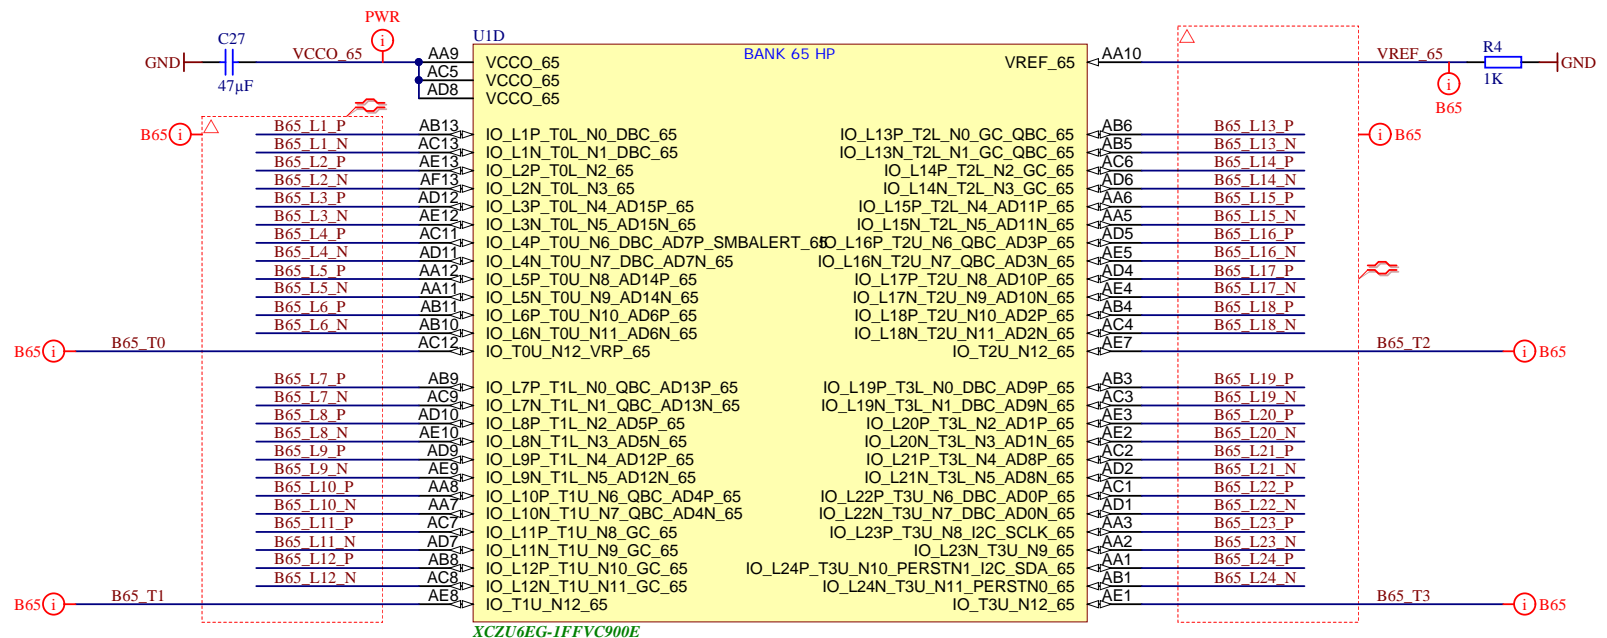 PWR
C27
U1D
BANK 65 HP
R4
GND
VCCO_65
47µF
AA9 VCCO_65
AC5 VCCO_65
AD8 VCCO_65
VREF_65 AA10 VREF_65
GND
1K
B65
B65
B65
B65_L1_P AB13 IO_L1P_T0L_N0_DBC_65 IO_L13P_T2L_N0_GC_QBC_65 AB6 B65_L13_P
B65_L1_N AC13 IO_L1N_T0L_N1_DBC_65 IO_L13N_T2L_N1_GC_QBC_65 AB5 B65_L13_N
B65_L2_P AE13 IO_L2P_T0L_N2_65 IO_L14P_T2L_N2_GC_65 AC6 B65_L14_P
B65_L2_N AF13 IO_L2N_T0L_N3_65 IO_L14N_T2L_N3_GC_65 AD6 B65_L14_N
B65_L3_P AD12 IO_L3P_T0L_N4_AD15P_65 IO_L15P_T2L_N4_AD11P_65 AA6 B65_L15_P
B65_L3_N AE12 IO_L3N_T0L_N5_AD15N_65 IO_L15N_T2L_N5_AD11N_65 AA5 B65_L15_N
B65_L4_P AC11 IO_L4P_T0U_N6_DBC_AD7P_SMBALERT_65 IO_L16P_T2U_N6_QBC_AD3P_65 AD5 B65_L16_P
B65_L4_N AD11 IO_L4N_T0U_N7_DBC_AD7N_65 IO_L16N_T2U_N7_QBC_AD3N_65 AE5 B65_L16_N
B65_L5_P AA12 IO_L5P_T0U_N8_AD14P_65 IO_L17P_T2U_N8_AD10P_65 AD4 B65_L17_P
B65_L5_N AA11 IO_L5N_T0U_N9_AD14N_65 IO_L17N_T2U_N9_AD10N_65 AE4 B65_L17_N
B65_L6_P AB11 IO_L6P_T0U_N10_AD6P_65 IO_L18P_T2U_N10_AD2P_65 AB4 B65_L18_P
B65_L6_N AB10 IO_L6N_T0U_N11_AD6N_65 IO_L18N_T2U_N11_AD2N_65 AC4 B65_L18_N
B65 B65_T0 AC12 IO_T0U_N12_VRP_65 IO_T2U_N12_65 AE7 B65_T2 B65
B65_L7_P AB9 IO_L7P_T1L_N0_QBC_AD13P_65 IO_L19P_T3L_N0_DBC_AD9P_65 AB3 B65_L19_P
B65_L7_N AC9 IO_L7N_T1L_N1_QBC_AD13N_65 IO_L19N_T3L_N1_DBC_AD9N_65 AC3 B65_L19_N
B65_L8_P AD10 IO_L8P_T1L_N2_AD5P_65 IO_L20P_T3L_N2_AD1P_65 AE3 B65_L20_P
B65_L8_N AE10 IO_L8N_T1L_N3_AD5N_65 IO_L20N_T3L_N3_AD1N_65 AE2 B65_L20_N
B65_L9_P AD9 IO_L9P_T1L_N4_AD12P_65 IO_L21P_T3L_N4_AD8P_65 AC2 B65_L21_P
B65_L9_N AE9 IO_L9N_T1L_N5_AD12N_65 IO_L21N_T3L_N5_AD8N_65 AD2 B65_L21_N
B65_L10_P AA8 IO_L10P_T1U_N6_QBC_AD4P_65 IO_L22P_T3U_N6_DBC_AD0P_65 AC1 B65_L22_P
B65_L10_N AA7 IO_L10N_T1U_N7_QBC_AD4N_65 IO_L22N_T3U_N7_DBC_AD0N_65 AD1 B65_L22_N
B65_L11_P AC7 IO_L11P_T1U_N8_GC_65 IO_L23P_T3U_N8_I2C_SCLK_65 AA3 B65_L23_P
B65_L11_N AD7 IO_L11N_T1U_N9_GC_65 IO_L23N_T3U_N9_65 AA2 B65_L23_N
B65_L12_P AB8 IO_L12P_T1U_N10_GC_65 IO_L24P_T3U_N10_PERSTN1_I2C_SDA_65 AA1 B65_L24_P
B65_L12_N AC8 IO_L12N_T1U_N11_GC_65 IO_L24N_T3U_N11_PERSTN0_65 AB1 B65_L24_N
B65 B65_T1 AE8 IO_T1U_N12_65 IO_T3U_N12_65 AE1 B65_T3 B65
XCZU6EG-1FFVC900E